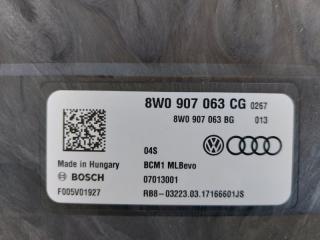 8W0 907 063 CG 0267
8W0 907 063 BG 013
04S
Made in Hungary BCM1 MLBevo
BOSCH 07013001
F005V01927 RB8-03223.03.17166601JS